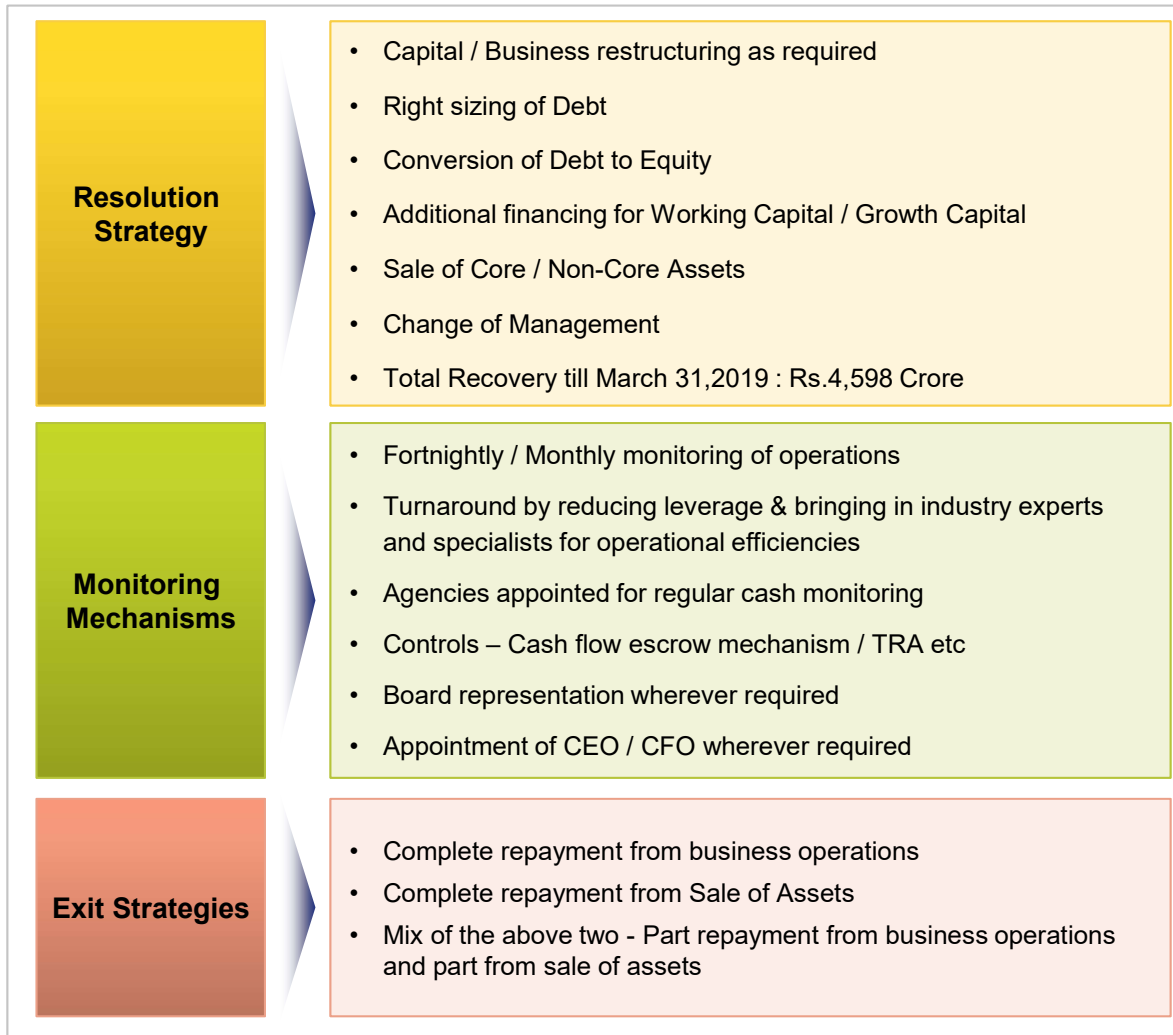 Resolution
Strategy
• Capital / Business restructuring as required
• Right sizing of Debt
• Conversion of Debt to Equity
• Additional financing for Working Capital / Growth Capital
• Sale of Core / Non-Core Assets
• Change of Management
• Total Recovery till March 31,2019 : Rs.4,598 Crore
Monitoring
Mechanisms
• Fortnightly / Monthly monitoring of operations
• Turnaround by reducing leverage & bringing in industry experts
and specialists for operational efficiencies
• Agencies appointed for regular cash monitoring
• Controls – Cash flow escrow mechanism / TRA etc
• Board representation wherever required
• Appointment of CEO / CFO wherever required
Exit Strategies
• Complete repayment from business operations
• Complete repayment from Sale of Assets
• Mix of the above two - Part repayment from business operations
and part from sale of assets